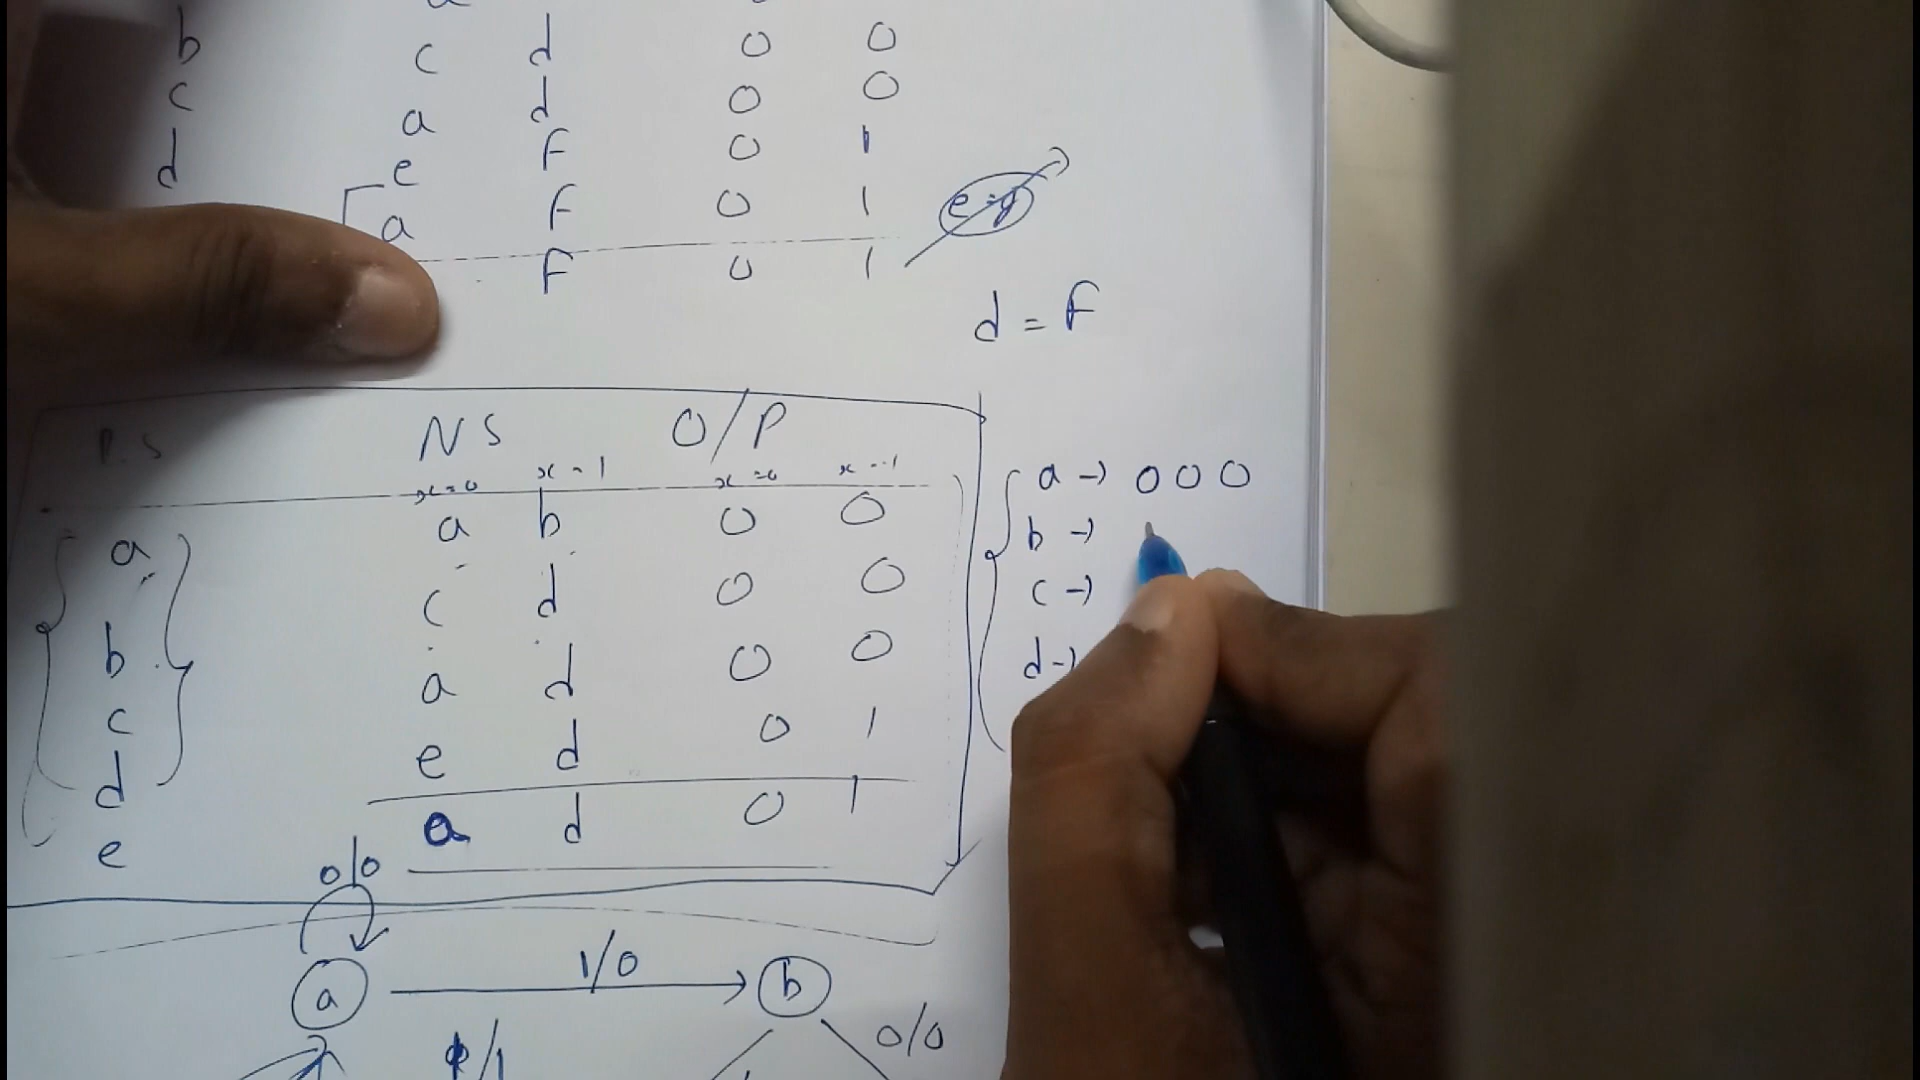 b c d 0 0
c a d 0 0
d e F 0 1
a F 0 1
F 0 1
d = F
P.S NS O/P
x=0 x=1 x=0 x=1
a a b 0 0
b c d 0 0
c a d 0 0
d e d 0 1
e a d 0 1
a → 0 0 0
b →
c →
d →
0/0
a 1/0 b
0/0